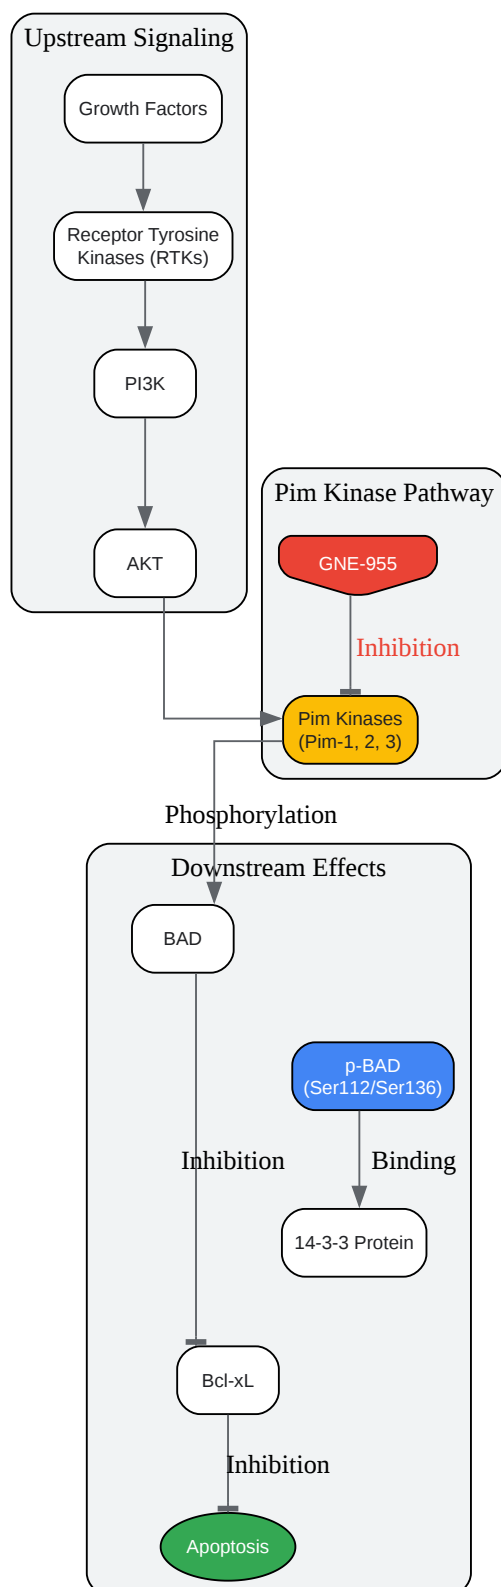 Upstream Signaling
Growth Factors
Receptor Tyrosine
Kinases (RTKs)
PI3K
AKT
Pim Kinase Pathway
GNE-955
Inhibition
Pim Kinases
(Pim-1, 2, 3)
Phosphorylation
Downstream Effects
BAD
p-BAD
(Ser112/Ser136)
Inhibition
Binding
14-3-3 Protein
Bcl-xL
Inhibition
Apoptosis